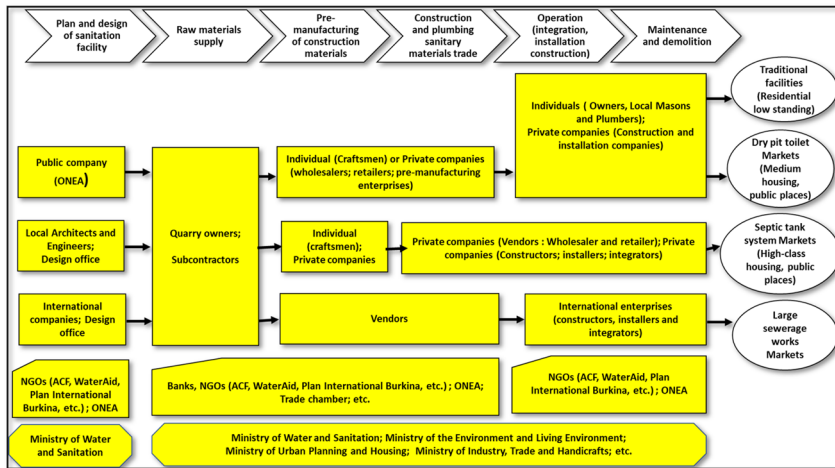 Plan and design
of sanitation
facility
Raw materials
supply
Pre-
manufacturing
of construction
materials
Construction
and plumbing
sanitary
materials trade
Operation
(integration,
installation
construction)
Maintenance
and demolition
Traditional
facilities
(Residential
low standing)
Individuals ( Owners, Local Masons
and Plumbers);
Private companies (Construction and
installation companies)
Public company
(ONEA)
Individual (Craftsmen) or Private companies
(wholesalers; retailers; pre-manufacturing
enterprises)
Dry pit toilet
Markets
(Medium
housing,
public places)
Local Architects and
Engineers;
Design office
Quarry owners;
Subcontractors
Individual
(craftsmen);
Private companies
Private companies (Vendors : Wholesaler and retailer); Private
companies (Constructors; installers; integrators)
Septic tank
system Markets
(High-class
housing, public
places)
International
companies; Design
office
Vendors
International enterprises
(constructors, installers and
integrators)
Large
sewerage
works
Markets
NGOs (ACF, WaterAid,
Plan International
Burkina, etc.) ; ONEA
Banks, NGOs (ACF, WaterAid, Plan International Burkina, etc.) ; ONEA;
Trade chamber; etc.
NGOs (ACF, WaterAid, Plan
International Burkina, etc.) ; ONEA
Ministry of Water
and Sanitation
Ministry of Water and Sanitation; Ministry of the Environment and Living Environment;
Ministry of Urban Planning and Housing; Ministry of Industry, Trade and Handicrafts; etc.